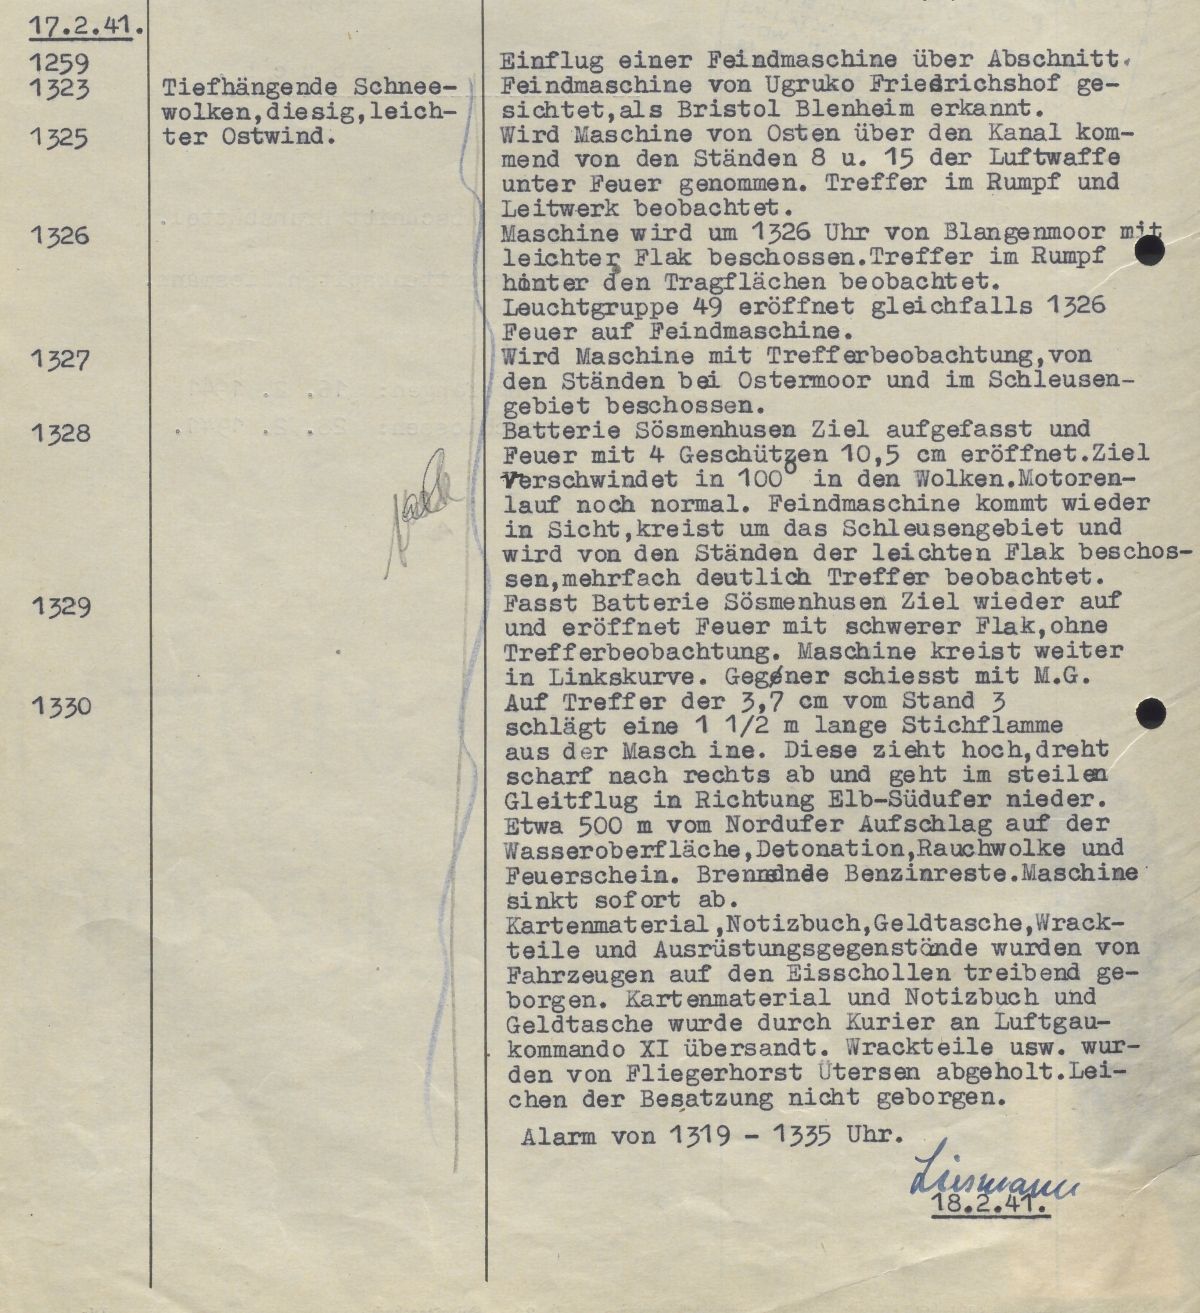 17.2.41.
1259 Einflug einer Feindmaschine über Abschnitt.
1323 Tiefhängende Schnee- Feindmaschine von Ugruko Friedrichshof ge-
wolken,diesig,leich- sichtet,als Bristol Blenheim erkannt.
1325 ter Ostwind. Wird Maschine von Osten über den Kanal kom-
mend von den Ständen 8 u. 15 der Luftwaffe
unter Feuer genommen. Treffer im Rumpf und
Leitwerk beobachtet.
1326 Maschine wird um 1326 Uhr von Blangenmoor mit
leichter Flak beschossen.Treffer im Rumpf
hinter den Tragflächen beobachtet.
Leuchtgruppe 49 eröffnet gleichfalls 1326
Feuer auf Feindmaschine.
1327 Wird Maschine mit Trefferbeobachtung,von
den Ständen bei Ostermoor und im Schleusen-
gebiet beschossen.
1328 Batterie Sösmenhusen Ziel aufgefasst und
Feuer mit 4 Geschützen 10,5 cm eröffnet.Ziel
verschwindet in 100° in den Wolken.Motoren-
lauf noch normal. Feindmaschine kommt wieder
in Sicht,kreist um das Schleusengebiet und
wird von den Ständen der leichten Flak beschos-
sen,mehrfach deutlich Treffer beobachtet.
1329 Fasst Batterie Sösmenhusen Ziel wieder auf
und eröffnet Feuer mit schwerer Flak,ohne
Trefferbeobachtung. Maschine kreist weiter
in Linkskurve. Gegner schiesst mit M.G.
1330 Auf Treffer der 3,7 cm vom Stand 3
schlägt eine 1 1/2 m lange Stichflamme
aus der Masch ine. Diese zieht hoch,dreht
scharf nach rechts ab und geht im steilen
Gleitflug in Richtung Elb-Südufer nieder.
Etwa 500 m vom Nordufer Aufschlag auf der
Wasseroberfläche,Detonation,Rauchwolke und
Feuerschein. Brennende Benzinreste.Maschine
sinkt sofort ab.
Kartenmaterial,Notizbuch,Geldtasche,Wrack-
teile und Ausrüstungsgegenstände wurden von
Fahrzeugen auf den Eisschollen treibend ge-
borgen. Kartenmaterial und Notizbuch und
Geldtasche wurde durch Kurier an Luftgau-
kommando XI übersandt. Wrackteile usw. wur-
den von Fliegerhorst Ütersen abgeholt.Lei-
chen der Besatzung nicht geborgen.
Alarm von 1319 - 1335 Uhr.
18.2.41.